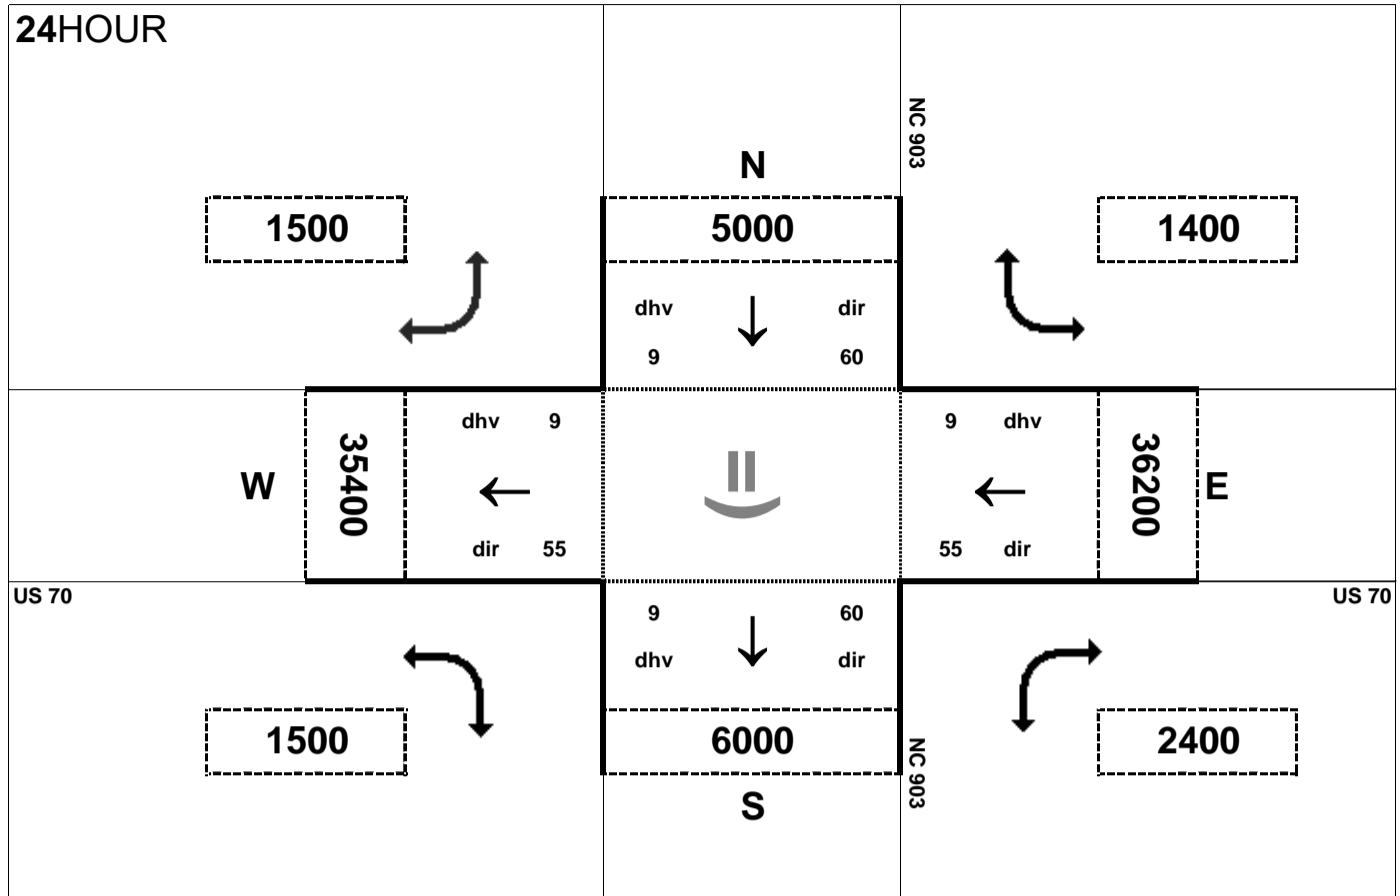 24HOUR
NC 903
N
1500
5000
1400
dhv
dir
9
60
dhv 9
9 dhv
W
35400
36200
E
dir 55
55 dir
US 70
US 70
9
60
dhv
dir
1500
6000
2400
NC 903
S